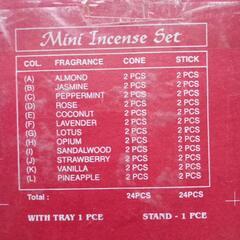 Mini Incense Set
COL. FRAGRANCE CONE STICK
(A) ALMOND 2 PCS 2 PCS
(B) JASMINE 2 PCS 2 PCS
(C) PEPPERMINT 2 PCS 2 PCS
(D) ROSE 2 PCS 2 PCS
(E) COCONUT 2 PCS 2 PCS
(F) LAVENDER 2 PCS 2 PCS
(G) LOTUS 2 PCS 2 PCS
(H) OPIUM 2 PCS 2 PCS
(I) SANDALWOOD 2 PCS 2 PCS
(J) STRAWBERRY 2 PCS 2 PCS
(K) VANILLA 2 PCS 2 PCS
(L) PINEAPPLE 2 PCS 2 PCS
Total : 24PCS 24PCS
WITH TRAY 1 PCE STAND - 1 PCE